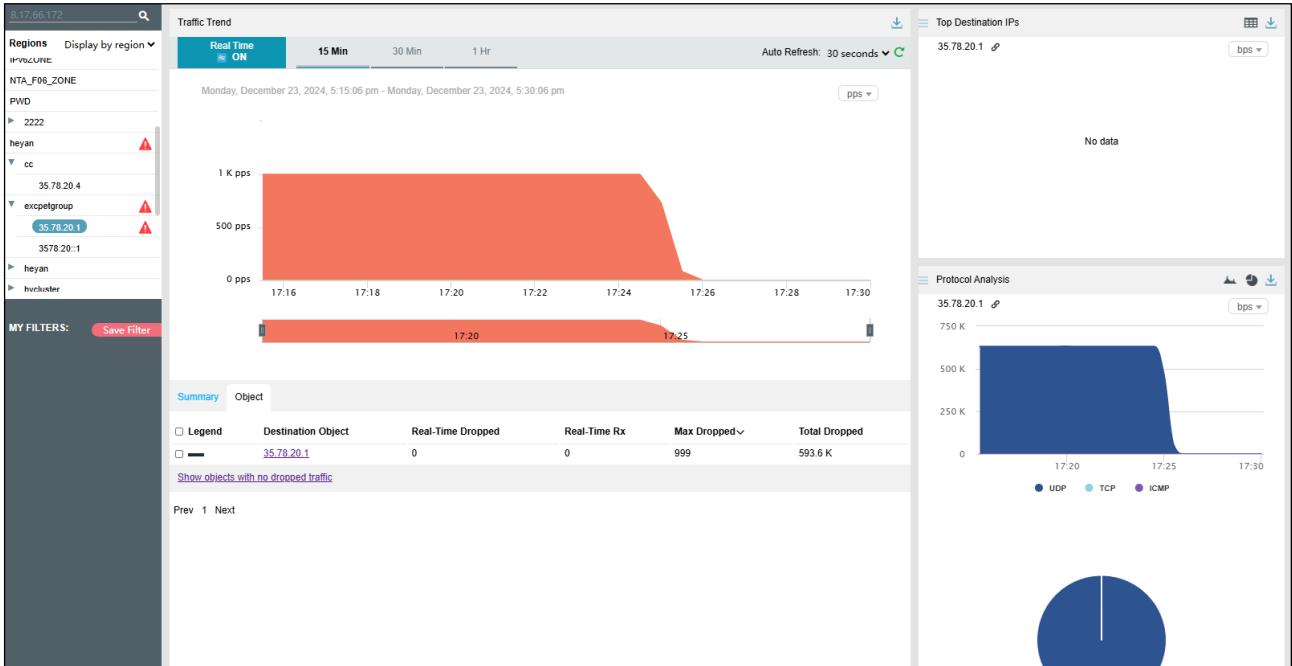 8.17.66.172
Regions Display by region
IPV6ZONE
NTA_F06_ZONE
PWD
2222
heyan
cc
35.78.20.4
excpetgroup
35.78.20.1
3578:20::1
heyan
hycluster
MY FILTERS: Save Filter
Traffic Trend
Real Time
ON
15 Min 30 Min 1 Hr
Auto Refresh: 30 seconds
Monday, December 23, 2024, 5:15:06 pm - Monday, December 23, 2024, 5:30:06 pm
pps
1 K pps
500 pps
0 pps
17:16 17:18 17:20 17:22 17:24 17:26 17:28 17:30
17:20 17:25
Summary Object
Legend Destination Object Real-Time Dropped Real-Time Rx Max Dropped Total Dropped
35.78.20.1 0 0 999 593.6 K
Show objects with no dropped traffic
Prev 1 Next
Top Destination IPs
35.78.20.1
bps
No data
Protocol Analysis
35.78.20.1
bps
750 K
500 K
250 K
0
17:20 17:25 17:30
UDP TCP ICMP